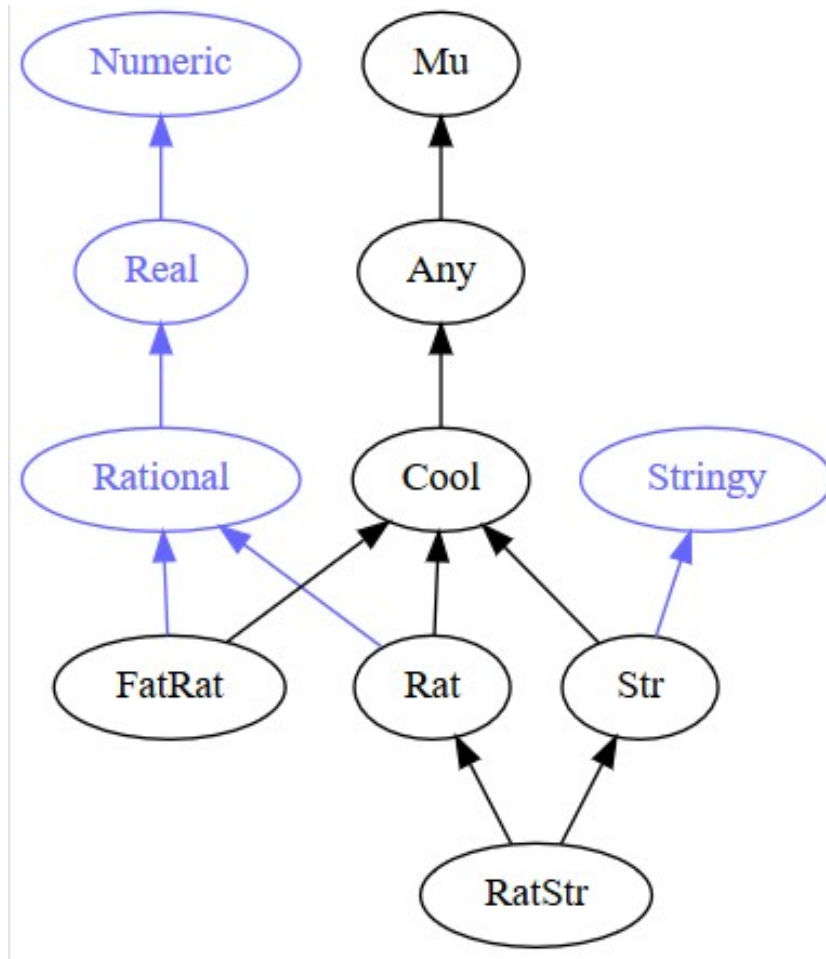 Numeric
Mu
Real
Any
Rational
Cool
Stringy
FatRat
Rat
Str
RatStr